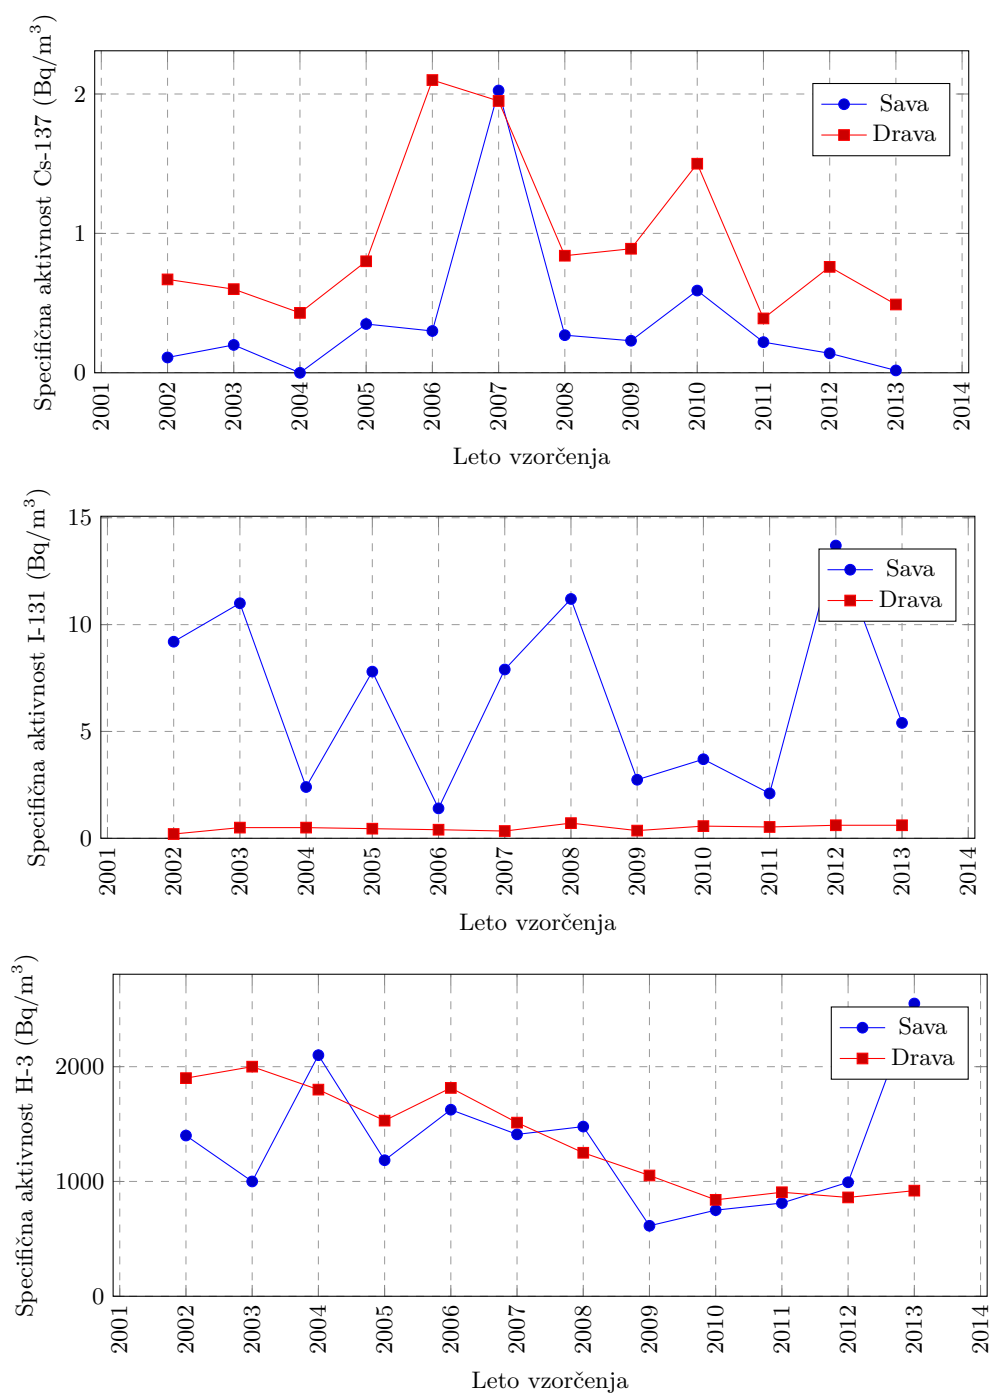 Specifična aktivnost Cs-137 (Bq/m³)
2
1
0
Sava
Drava
2001 2002 2003 2004 2005 2006 2007 2008 2009 2010 2011 2012 2013 2014
Leto vzorčenja
Specifična aktivnost I-131 (Bq/m³)
15
10
5
0
Sava
Drava
2001 2002 2003 2004 2005 2006 2007 2008 2009 2010 2011 2012 2013 2014
Leto vzorčenja
Specifična aktivnost H-3 (Bq/m³)
2000
1000
0
Sava
Drava
2001 2002 2003 2004 2005 2006 2007 2008 2009 2010 2011 2012 2013 2014
Leto vzorčenja